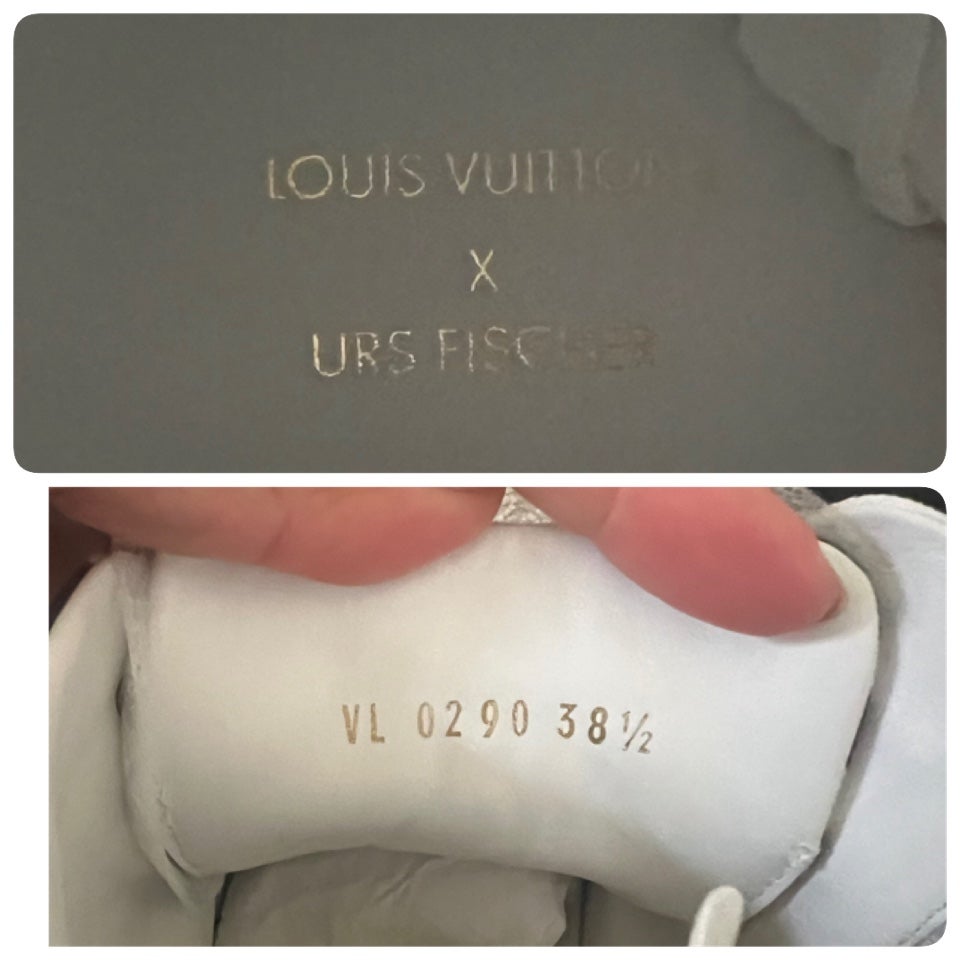 LOUIS VUITTON
X
URS FISCHER
VL 0290 38½